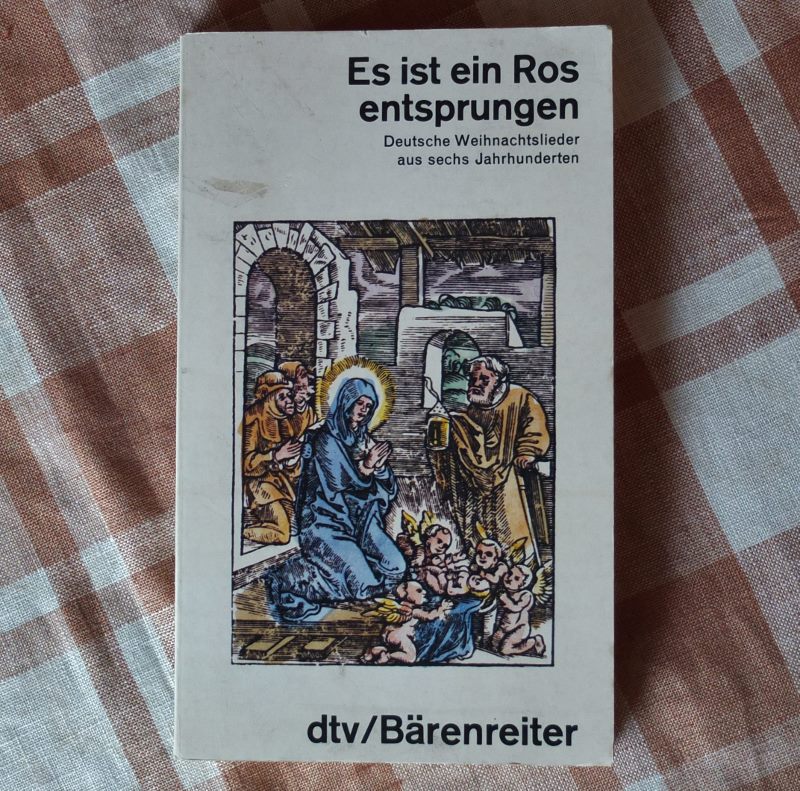 Es ist ein Ros
entsprungen
Deutsche Weihnachtslieder
aus sechs Jahrhunderten
dtv/Bärenreiter